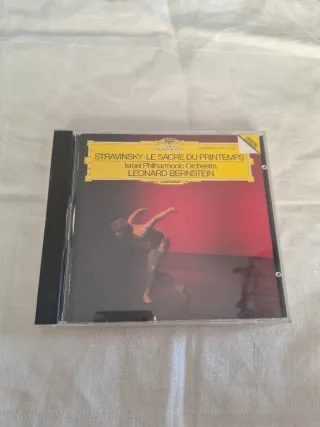 STRAVINSKY · LE SACRE DU PRINTEMPS
Israel Philharmonic Orchestra
LEONARD BERNSTEIN